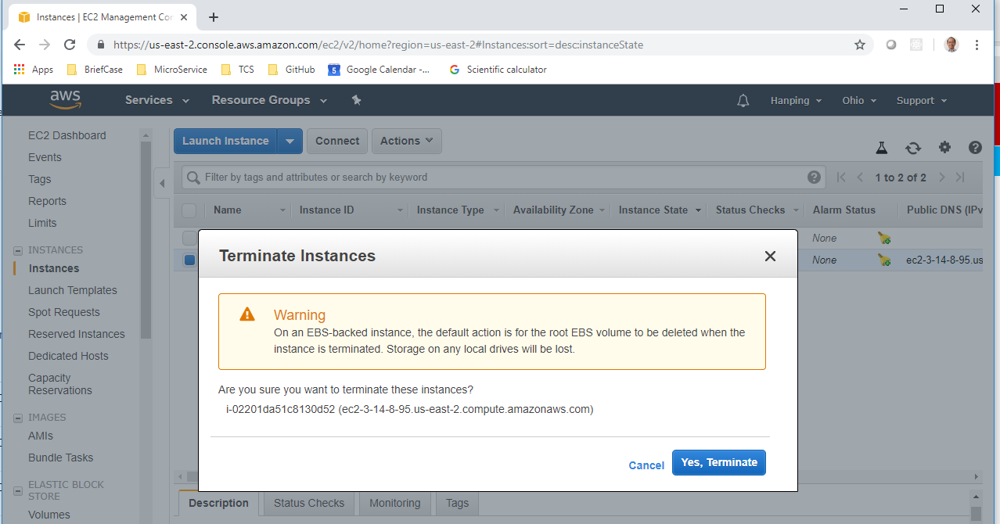 Instances | EC2 Management Con
https://us-east-2.console.aws.amazon.com/ec2/v2/home?region=us-east-2#Instances:sort=desc:instanceState
Apps BriefCase MicroService TCS GitHub 5 Google Calendar -... G Scientific calculator
aws Services Resource Groups Hanping Ohio Support
EC2 Dashboard
Events
Tags
Reports
Limits
INSTANCES
Instances
Launch Templates
Spot Requests
Reserved Instances
Dedicated Hosts
Capacity
Reservations
IMAGES
AMIs
Bundle Tasks
ELASTIC BLOCK
STORE
Volumes
Launch Instance Connect Actions
Filter by tags and attributes or search by keyword ? 1 to 2 of 2
Name Instance ID Instance Type Availability Zone Instance State Status Checks Alarm Status Public DNS (IPv
None
None ec2-3-14-8-95.us
Terminate Instances
Warning
On an EBS-backed instance, the default action is for the root EBS volume to be deleted when the
instance is terminated. Storage on any local drives will be lost.
Are you sure you want to terminate these instances?
i-02201da51c8130d52 (ec2-3-14-8-95.us-east-2.compute.amazonaws.com)
Cancel Yes, Terminate
Description Status Checks Monitoring Tags